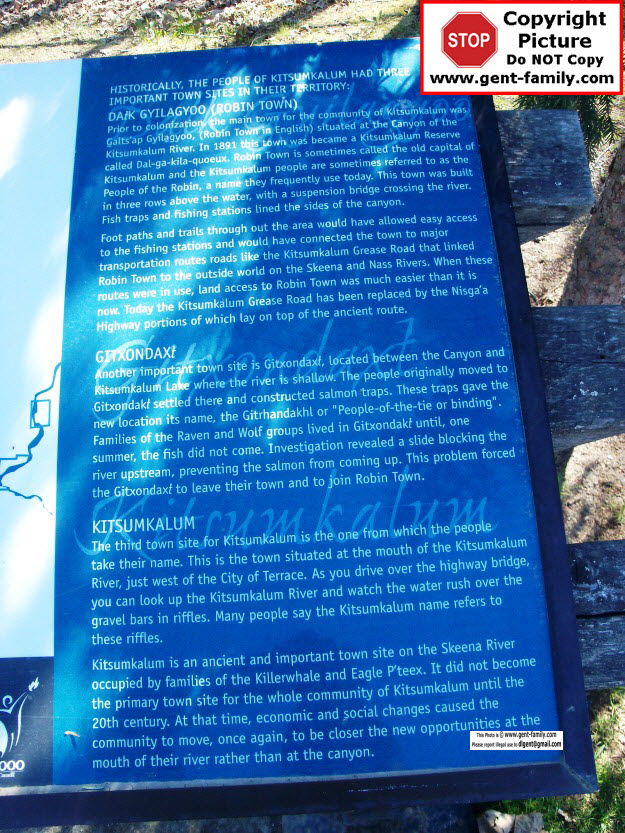 STOP
Copyright
Picture
Do NOT Copy
www.gent-family.com
HISTORICALLY, THE PEOPLE OF KITSUMKALUM HAD THREE
IMPORTANT TOWN SITES IN THEIR TERRITORY:
DAłK GYILAGYOO (ROBIN TOWN)
Prior to colonization, the main town for the community of Kitsumkalum was
Galts'ap Gyilagyoo, (Robin Town in English) situated at the Canyon of the
Kitsumkalum River. In 1891 this town was became a Kitsumkalum Reserve
called Dal-ga-kila-quoeux. Robin Town is sometimes called the old capital of
Kitsumkalum and the Kitsumkalum people are sometimes referred to as the
People of the Robin, a name they frequently use today. This town was built
in three rows above the water, with a suspension bridge crossing the river.
Fish traps and fishing stations lined the sides of the canyon.
Foot paths and trails through out the area would have allowed easy access
to the fishing stations and would have connected the town to major
transportation routes roads like the Kitsumkalum Grease Road that linked
Robin Town to the outside world on the Skeena and Nass Rivers. When these
routes were in use, land access to Robin Town was much easier than it is
now. Today the Kitsumkalum Grease Road has been replaced by the Nisga'a
Highway portions of which lay on top of the ancient route.
Gitxondaxł
GITXONDAXł
Another important town site is Gitxondaxł, located between the Canyon and
Kitsumkalum Lake where the river is shallow. The people originally moved to
Gitxondakł settled there and constructed salmon traps. These traps gave the
new location its name, the Gitrhandakhl or "People-of-the-tie or binding".
Families of the Raven and Wolf groups lived in Gitxondakł until, one
summer, the fish did not come. Investigation revealed a slide blocking the
river upstream, preventing the salmon from coming up. This problem forced
the Gitxondaxł to leave their town and to join Robin Town.
Kitsumkalum
KITSUMKALUM
The third town site for Kitsumkalum is the one from which the people
take their name. This is the town situated at the mouth of the Kitsumkalum
River, just west of the City of Terrace. As you drive over the highway bridge,
you can look up the Kitsumkalum River and watch the water rush over the
gravel bars in riffles. Many people say the Kitsumkalum name refers to
these riffles.
Kitsumkalum is an ancient and important town site on the Skeena River
occupied by families of the Killerwhale and Eagle P'teex. It did not become
the primary town site for the whole community of Kitsumkalum until the
20th century. At that time, economic and social changes caused the
community to move, once again, to be closer the new opportunities at the
mouth of their river rather than at the canyon.
This Photo is © www.gent-family.com
Please report illegal use to digent@gmail.com